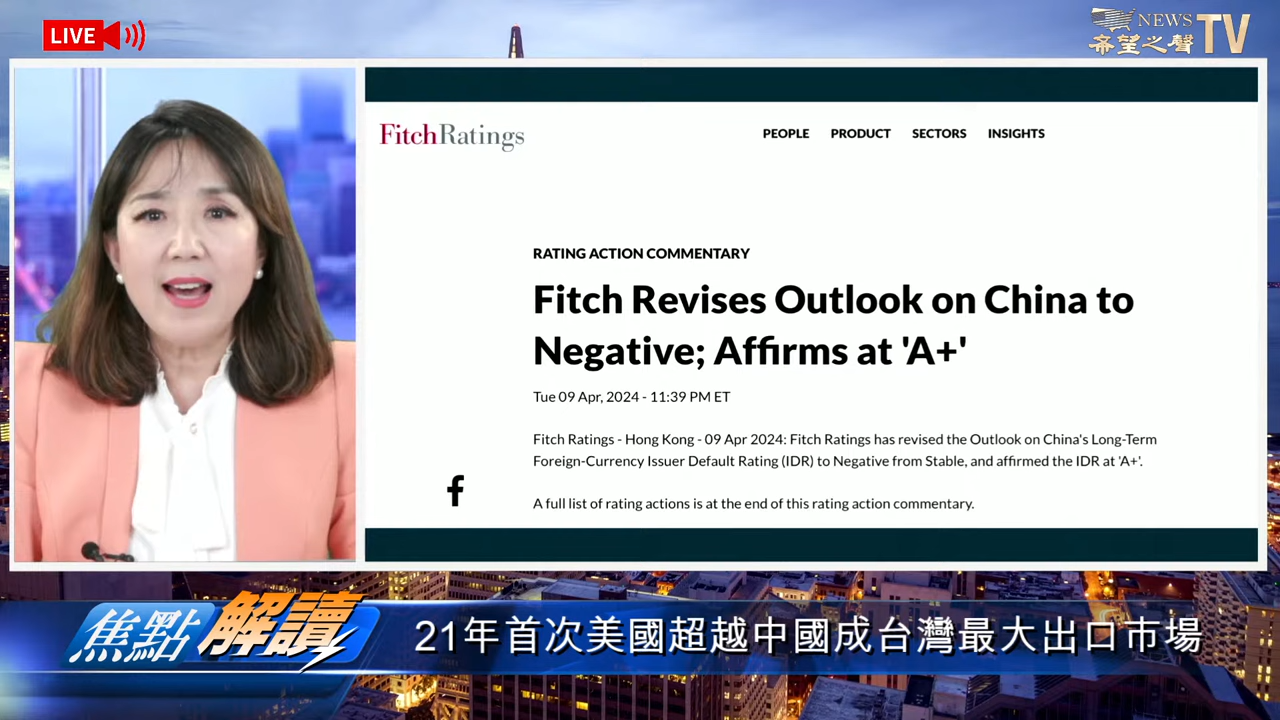 LIVE
NEWS
希望之聲 TV
FitchRatings
PEOPLE PRODUCT SECTORS INSIGHTS
RATING ACTION COMMENTARY
Fitch Revises Outlook on China to
Negative; Affirms at 'A+'
Tue 09 Apr, 2024 - 11:39 PM ET
Fitch Ratings - Hong Kong - 09 Apr 2024: Fitch Ratings has revised the Outlook on China's Long-Term
Foreign-Currency Issuer Default Rating (IDR) to Negative from Stable, and affirmed the IDR at 'A+'.
A full list of rating actions is at the end of this rating action commentary.
焦點解讀
21年首次美國超越中國成台灣最大出口市場